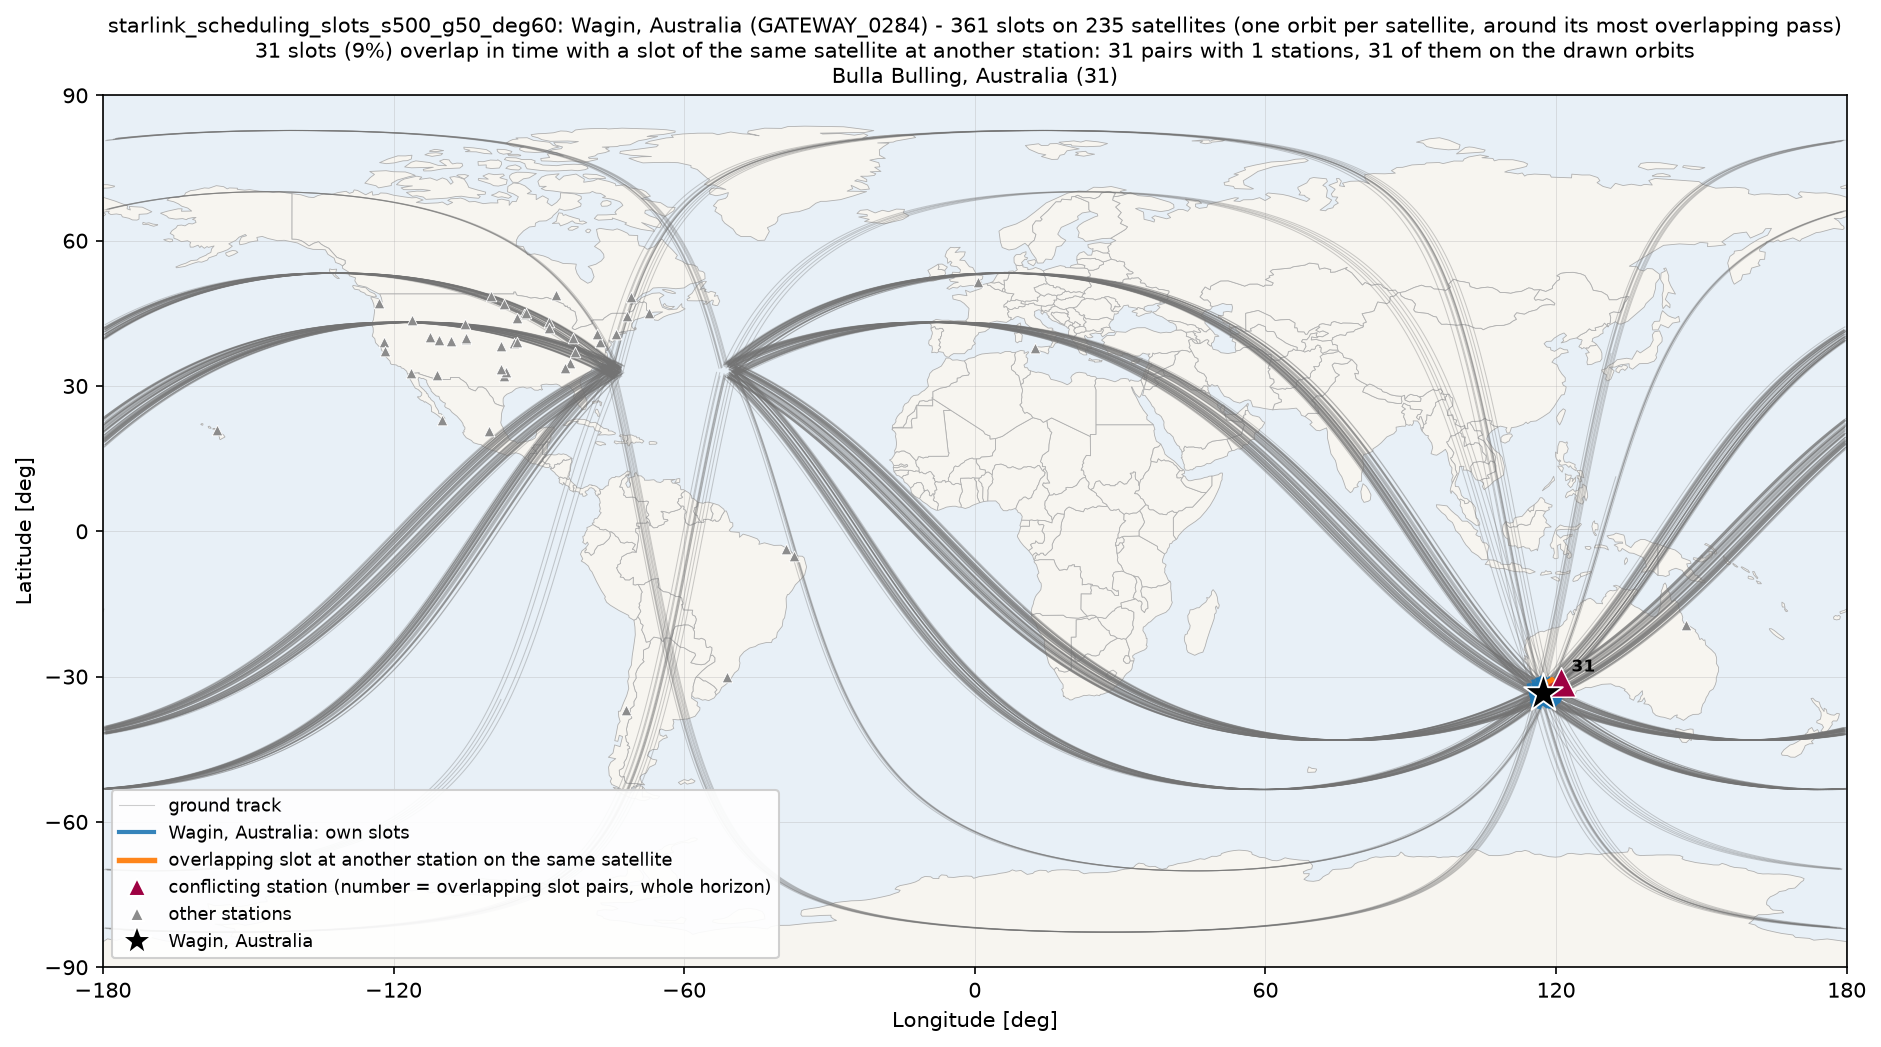 starlink_scheduling_slots_s500_g50_deg60: Wagin, Australia (GATEWAY_0284) - 361 slots on 235 satellites (one orbit per satellite, around its most overlapping pass)
31 slots (9%) overlap in time with a slot of the same satellite at another station: 31 pairs with 1 stations, 31 of them on the drawn orbits
Bulla Bulling, Australia (31)
90
60
30
0
−30
−60
−90
Latitude [deg]
31
ground track
Wagin, Australia: own slots
overlapping slot at another station on the same satellite
conflicting station (number = overlapping slot pairs, whole horizon)
other stations
Wagin, Australia
−180
−120
−60
0
60
120
180
Longitude [deg]